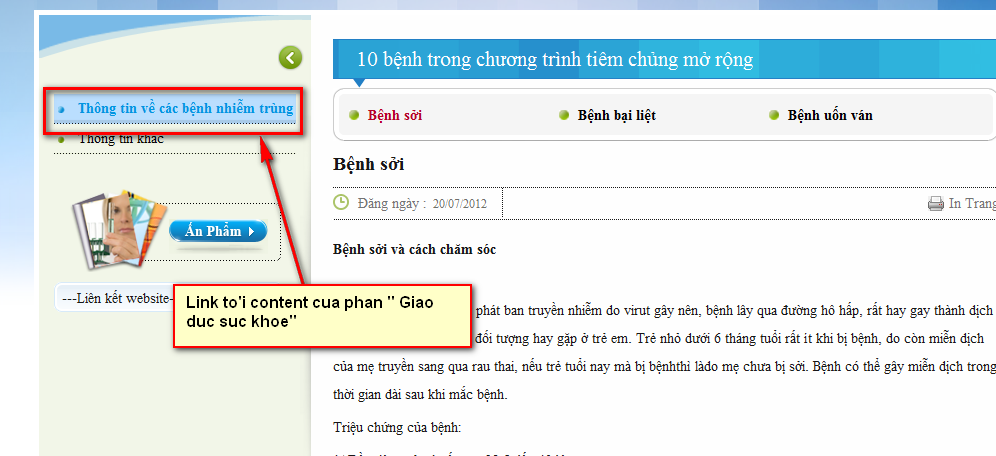 10 bệnh trong chương trình tiêm chủng mở rộng
Thông tin về các bệnh nhiễm trùng
Thông tin khác
Ấn Phẩm
---Liên kết website-
Link to'i content cua phan " Giao
duc suc khoe"
Bệnh sởi
Bệnh bại liệt
Bệnh uốn ván
Bệnh sởi
Đăng ngày : 20/07/2012
In Trang
Bệnh sởi và cách chăm sóc
phát ban truyền nhiễm do virut gây nên, bệnh lây qua đường hô hấp, rất hay gay thành dịch
đối tượng hay gặp ở trẻ em. Trẻ nhỏ dưới 6 tháng tuổi rất ít khi bị bệnh, do còn miễn dịch
của mẹ truyền sang qua rau thai, nếu trẻ tuổi nay mà bị bệnhthì làdo mẹ chưa bị sởi. Bệnh có thể gây miễn dịch trong
thời gian dài sau khi mắc bệnh.
Triệu chứng của bệnh: